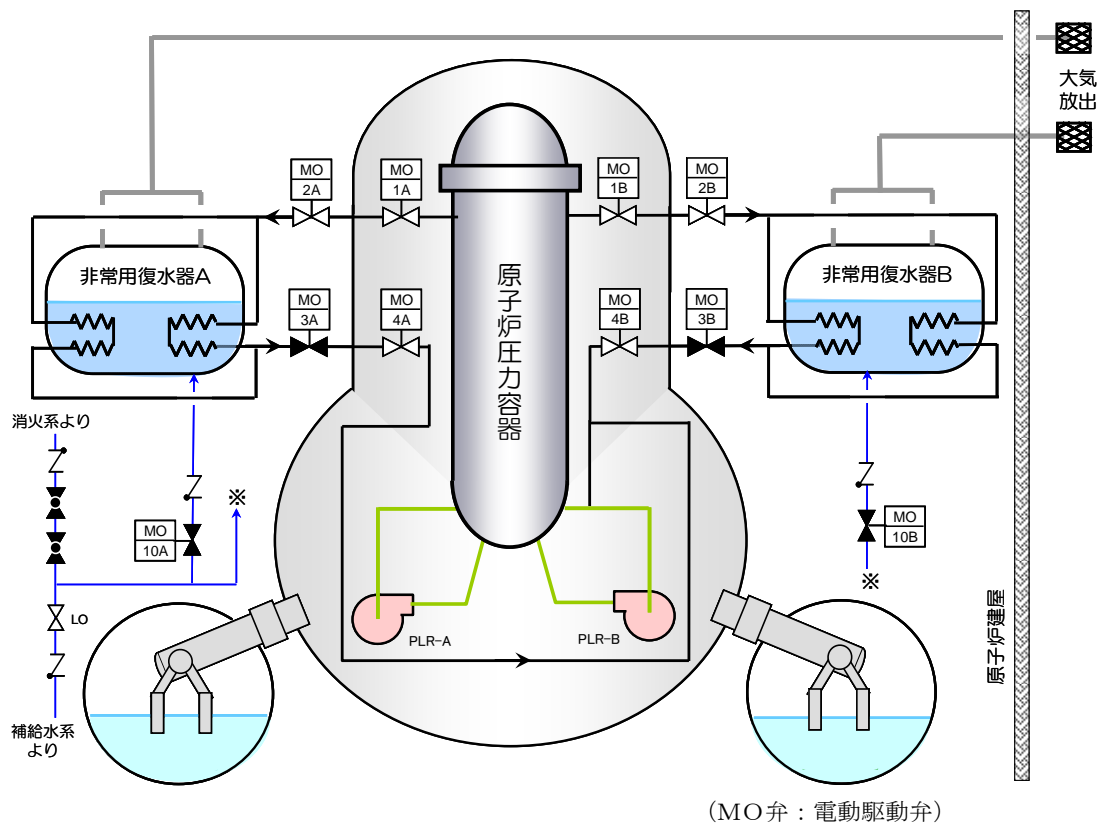 大気
放出
MO
2A
MO
1A
MO
1B
MO
2B
非常用復水器A
原子炉圧力容器
非常用復水器B
MO
3A
MO
4A
MO
4B
MO
3B
消火系より
※
MO
10A
MO
10B
※
LO
PLR-A
PLR-B
原子炉建屋
補給水系
より
(MO弁:電動駆動弁)